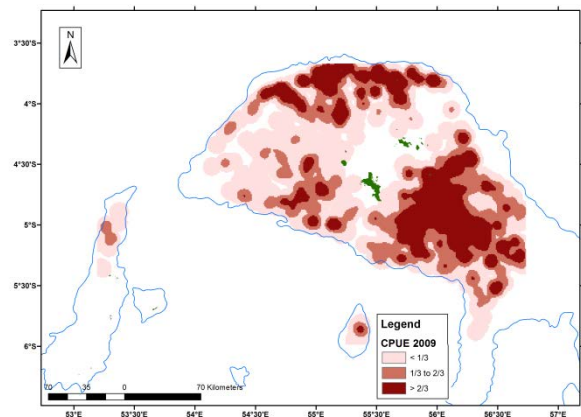 3°30'S
N
4°S
4°30'S
5°S
5°30'S
6°S
Legend
CPUE 2009
< 1/3
1/3 to 2/3
> 2/3
70 35 0 70 Kilometers
53°E 53°30'E 54°E 54°30'E 55°E 55°30'E 56°E 56°30'E 57°E